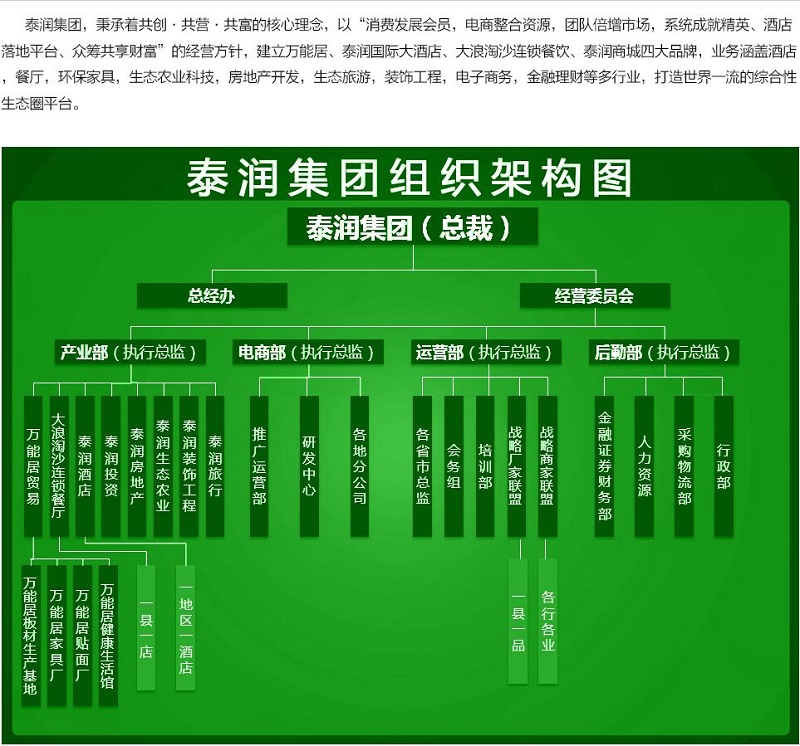 泰润集团，秉承着共创·共营·共富的核心理念，以“消费发展会员，电商整合资源，团队倍增市场，系统成就精英、酒店
落地平台、众筹共享财富”的经营方针，建立万能居、泰润国际大酒店、大浪淘沙连锁餐饮、泰润商城四大品牌，业务涵盖酒店
，餐厅，环保家具，生态农业科技，房地产开发，生态旅游，装饰工程，电子商务，金融理财等多行业，打造世界一流的综合性
生态圈平台。
泰润集团组织架构图
泰润集团（总裁）
总经办
经营委员会
产业部（执行总监）
电商部（执行总监）
运营部（执行总监）
后勤部（执行总监）
万能居贸易
大浪淘沙连锁餐厅
泰润酒店
泰润投资
泰润房地产
泰润生态农业
泰润装饰工程
泰润旅行
推广运营部
研发中心
各地分公司
各省市总监
会务组
培训部
战略厂家联盟
战略商家联盟
金融证券财务部
人力资源
采购物流部
行政部
万能居板材生产基地
万能居家具厂
万能居贴面厂
万能居健康生活馆
一县一店
一地区一酒店
一县一品
各行各业